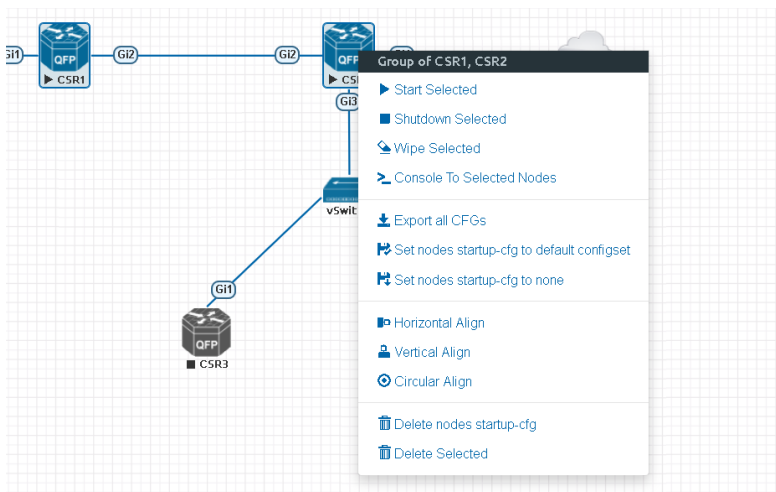 Gi1
QFP
Gi2
Gi2
QFP
CSR1
Gi3
Group of CSR1, CSR2
Start Selected
Shutdown Selected
Wipe Selected
Console To Selected Nodes
Export all CFGs
Set nodes startup-cfg to default configset
Set nodes startup-cfg to none
Horizontal Align
Vertical Align
Circular Align
Delete nodes startup-cfg
Delete Selected
vSwit
Gi1
QFP
CSR3